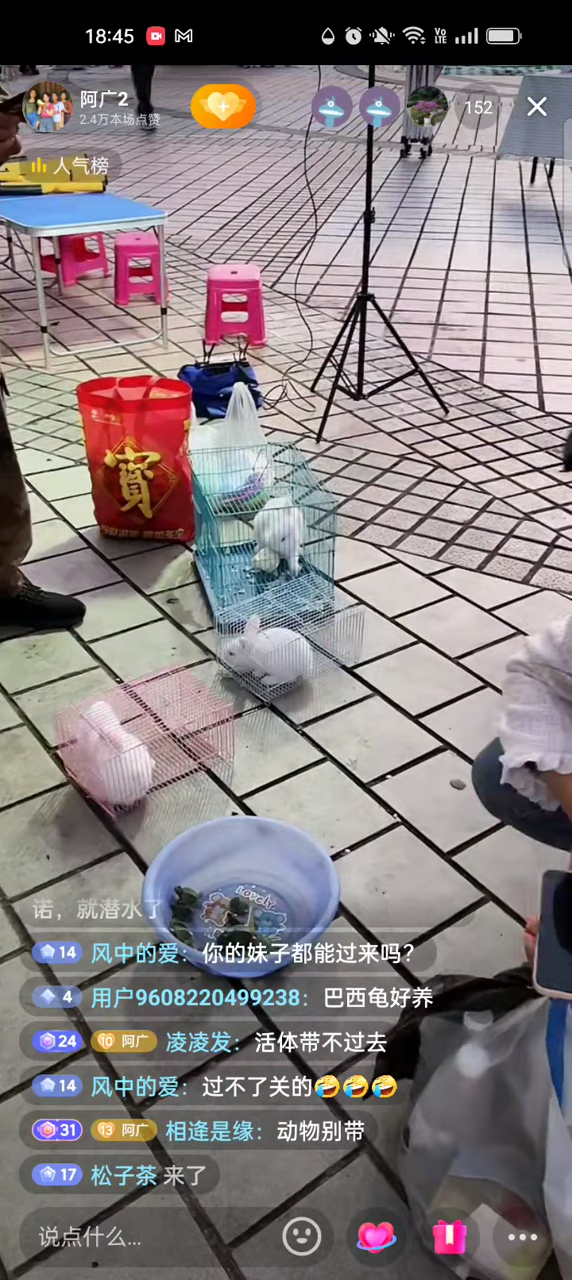 18:45
VoLTE
阿广2
2.4万本场点赞
152
人气榜
寳
Lovely
诺，就潜水了
14 风中的爱：你的妹子都能过来吗？
4 用户9608220499238：巴西龟好养
24 10 阿广 凌凌发：活体带不过去
14 风中的爱：过不了关的🤣🤣🤣
31 13 阿广 相逢是缘：动物别带
17 松子茶 来了
说点什么...